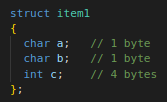 struct item1
{
char a; // 1 byte
char b; // 1 byte
int c; // 4 bytes
};